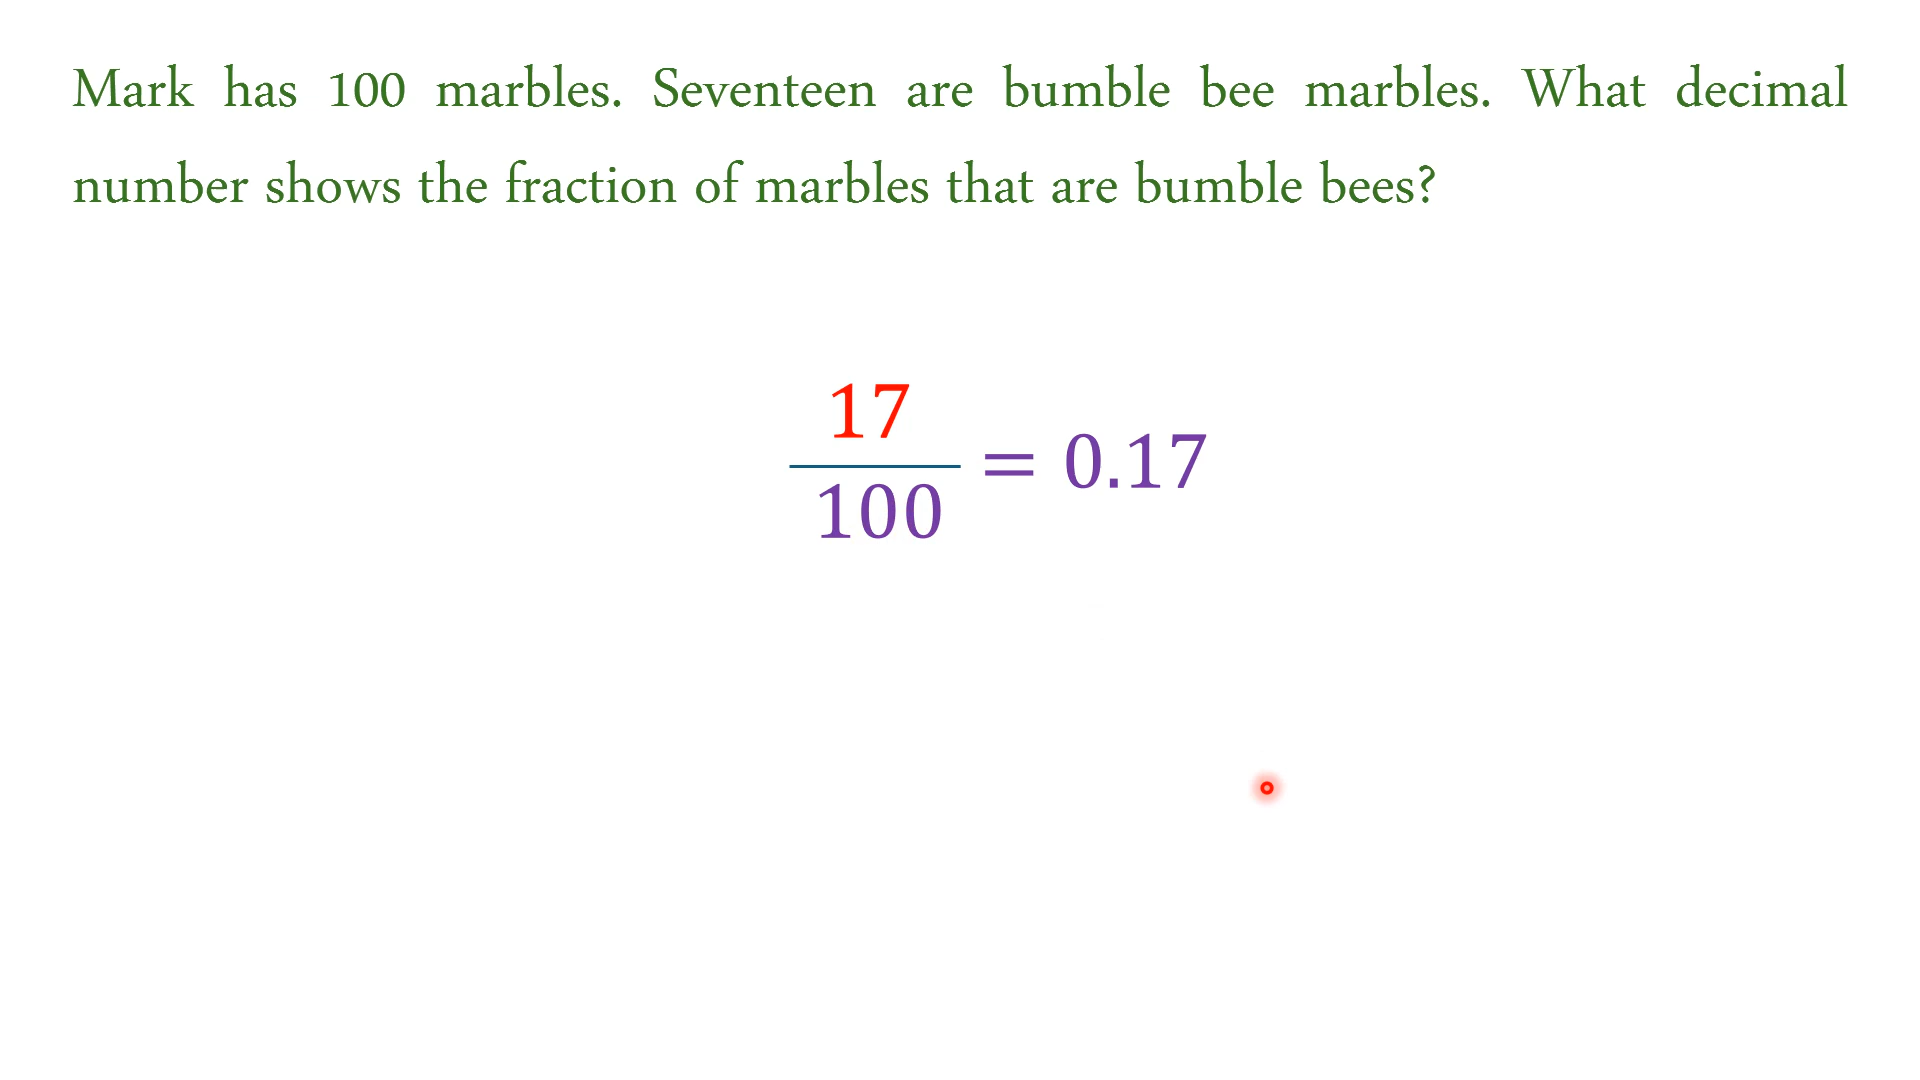 Mark has 100 marbles. Seventeen are bumble bee marbles. What decimal
number shows the fraction of marbles that are bumble bees?
17
100
= 0.17